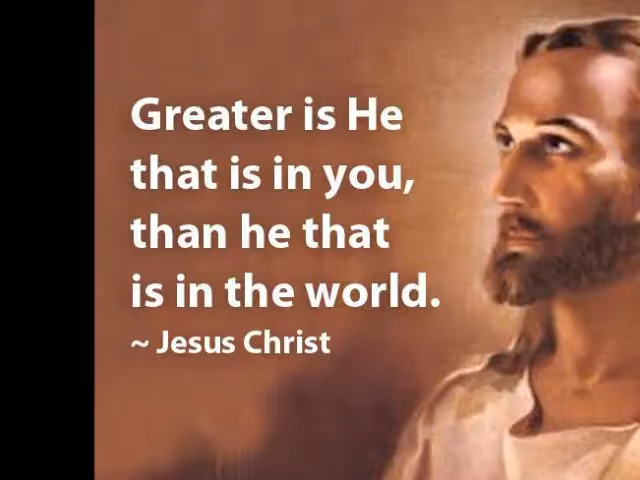 Greater is He
that is in you,
than he that
is in the world.
~ Jesus Christ